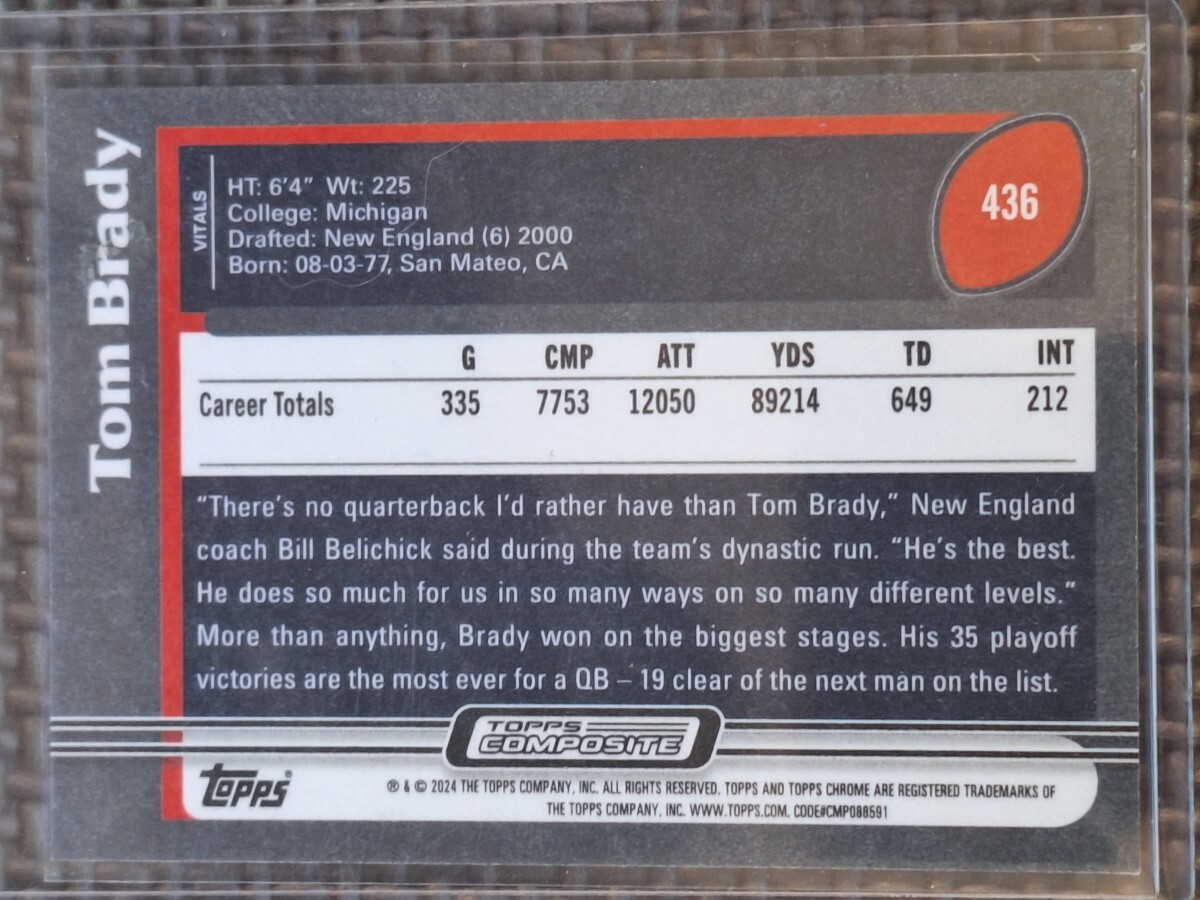 Tom Brady
VITALS
HT: 6'4" Wt: 225
College: Michigan
Drafted: New England (6) 2000
Born: 08-03-77, San Mateo, CA
436
G CMP ATT YDS TD INT
Career Totals 335 7753 12050 89214 649 212
“There’s no quarterback I’d rather have than Tom Brady,” New England
coach Bill Belichick said during the team’s dynastic run. “He’s the best.
He does so much for us in so many ways on so many different levels.”
More than anything, Brady won on the biggest stages. His 35 playoff
victories are the most ever for a QB – 19 clear of the next man on the list.
TOPPS
COMPOSITE
topps®
® & © 2024 THE TOPPS COMPANY, INC. ALL RIGHTS RESERVED. TOPPS AND TOPPS CHROME ARE REGISTERED TRADEMARKS OF
THE TOPPS COMPANY, INC. WWW.TOPPS.COM. CODE#CMP088591